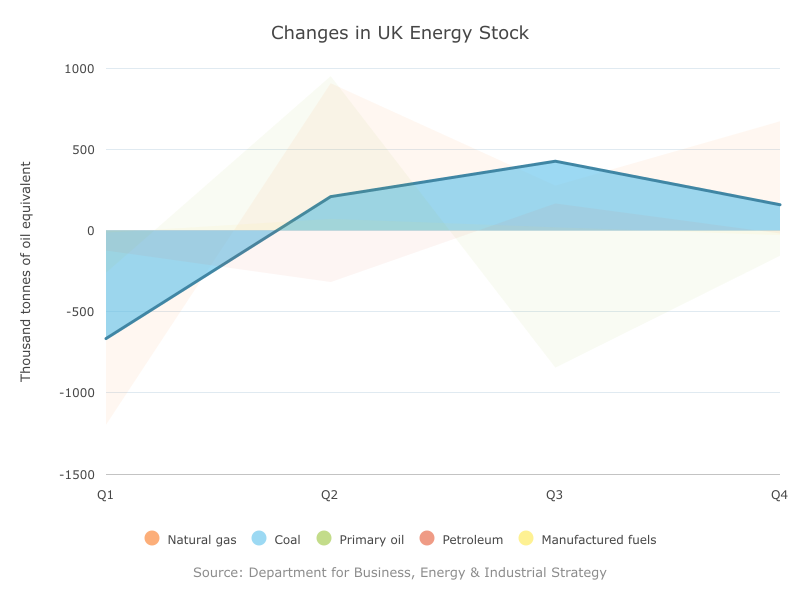 Changes in UK Energy Stock
Thousand tonnes of oil equivalent
1000
500
0
-500
-1000
-1500
Q1 Q2 Q3 Q4
Natural gas Coal Primary oil Petroleum Manufactured fuels
Source: Department for Business, Energy & Industrial Strategy